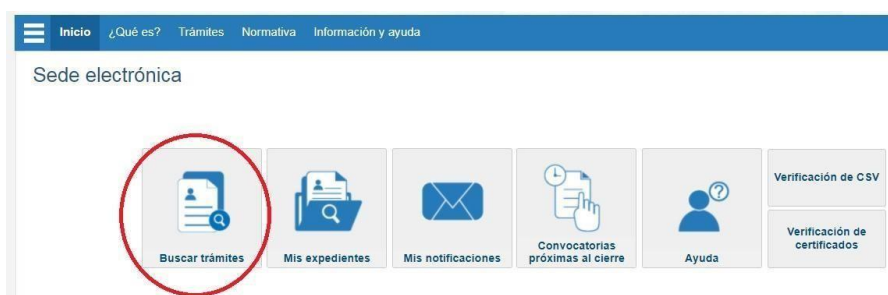 Inicio ¿Qué es? Trámites Normativa Información y ayuda
Sede electrónica
Buscar trámites
Mis expedientes
Mis notificaciones
Convocatorias
próximas al cierre
Ayuda
Verificación de CSV
Verificación de
certificados